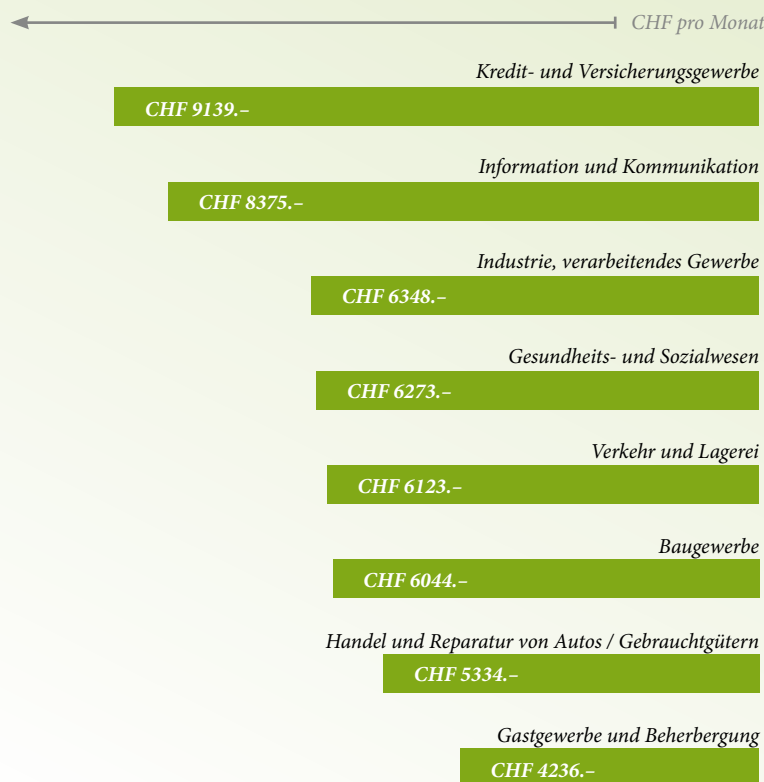 CHF pro Monat
Kredit- und Versicherungsgewerbe
CHF 9139.–
Information und Kommunikation
CHF 8375.–
Industrie, verarbeitendes Gewerbe
CHF 6348.–
Gesundheits- und Sozialwesen
CHF 6273.–
Verkehr und Lagerei
CHF 6123.–
Baugewerbe
CHF 6044.–
Handel und Reparatur von Autos / Gebrauchtgütern
CHF 5334.–
Gastgewerbe und Beherbergung
CHF 4236.–